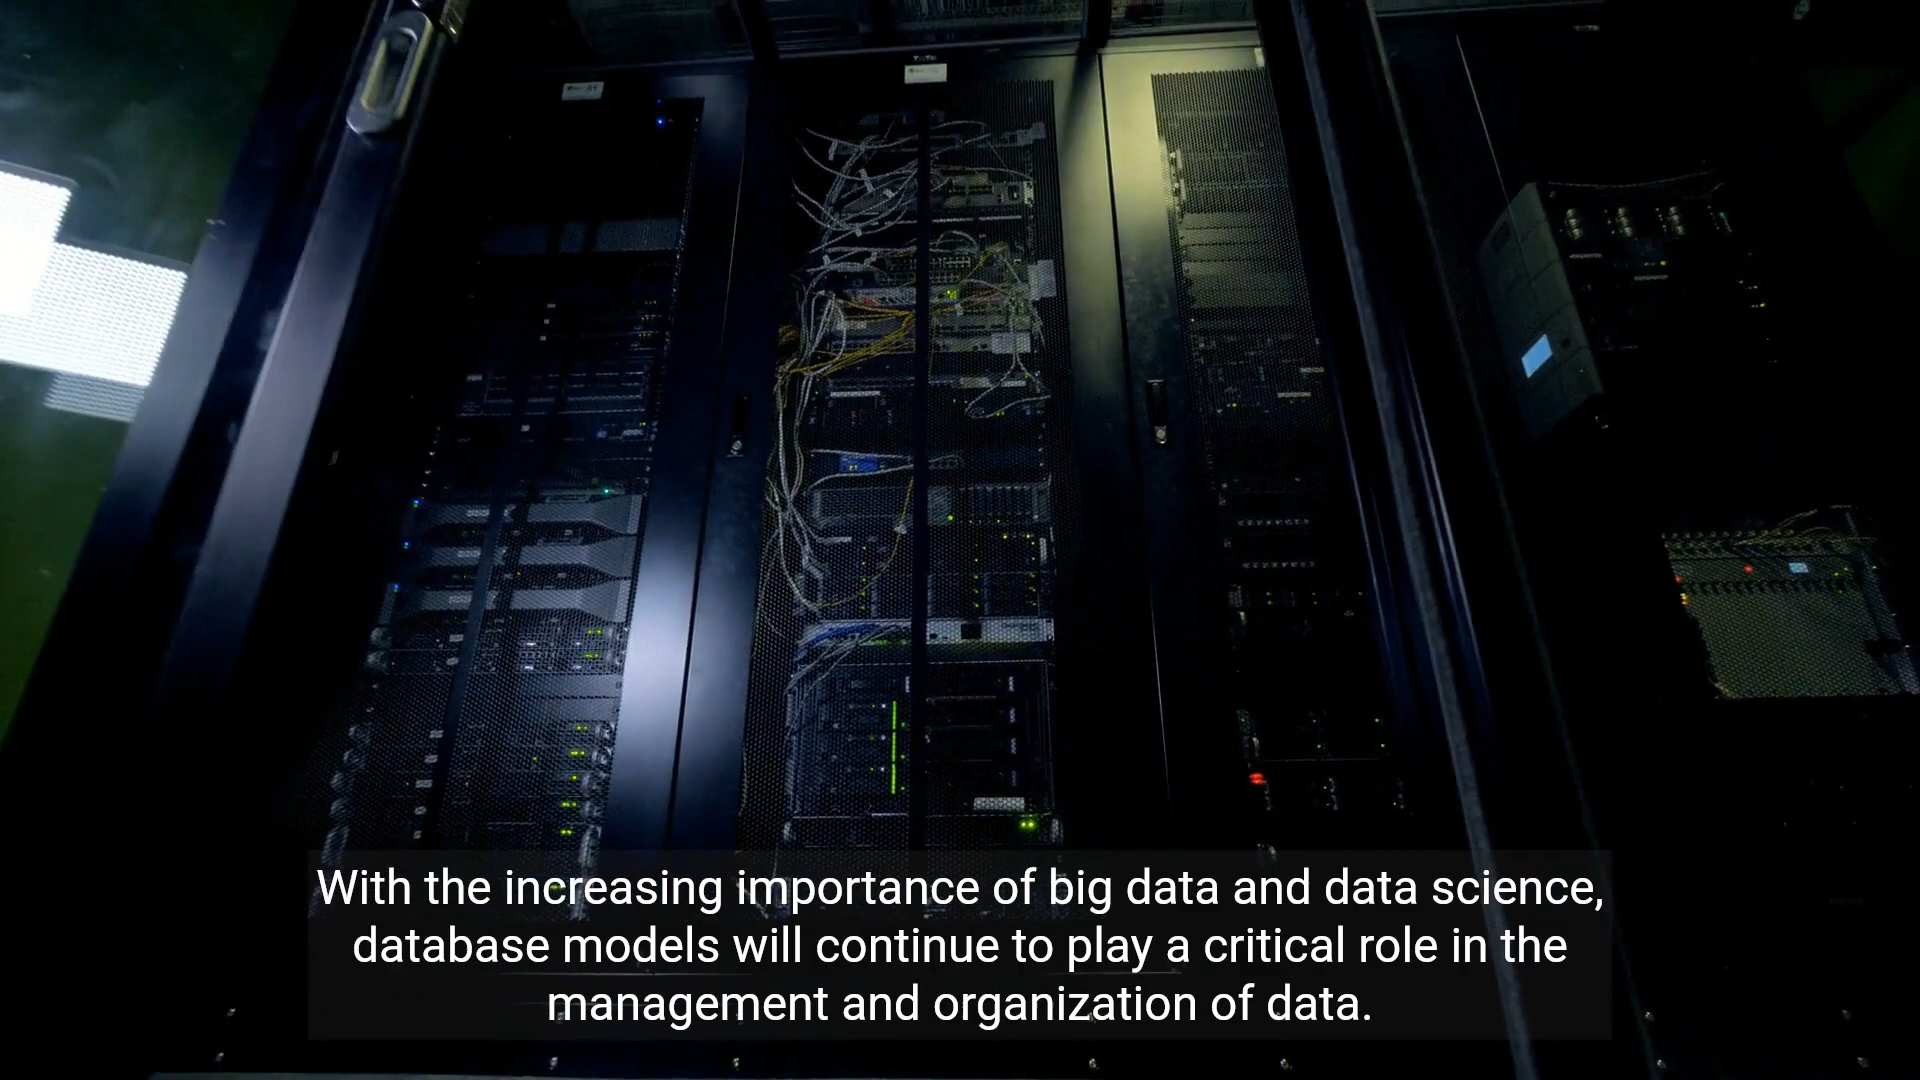 With the increasing importance of big data and data science,
database models will continue to play a critical role in the
management and organization of data.